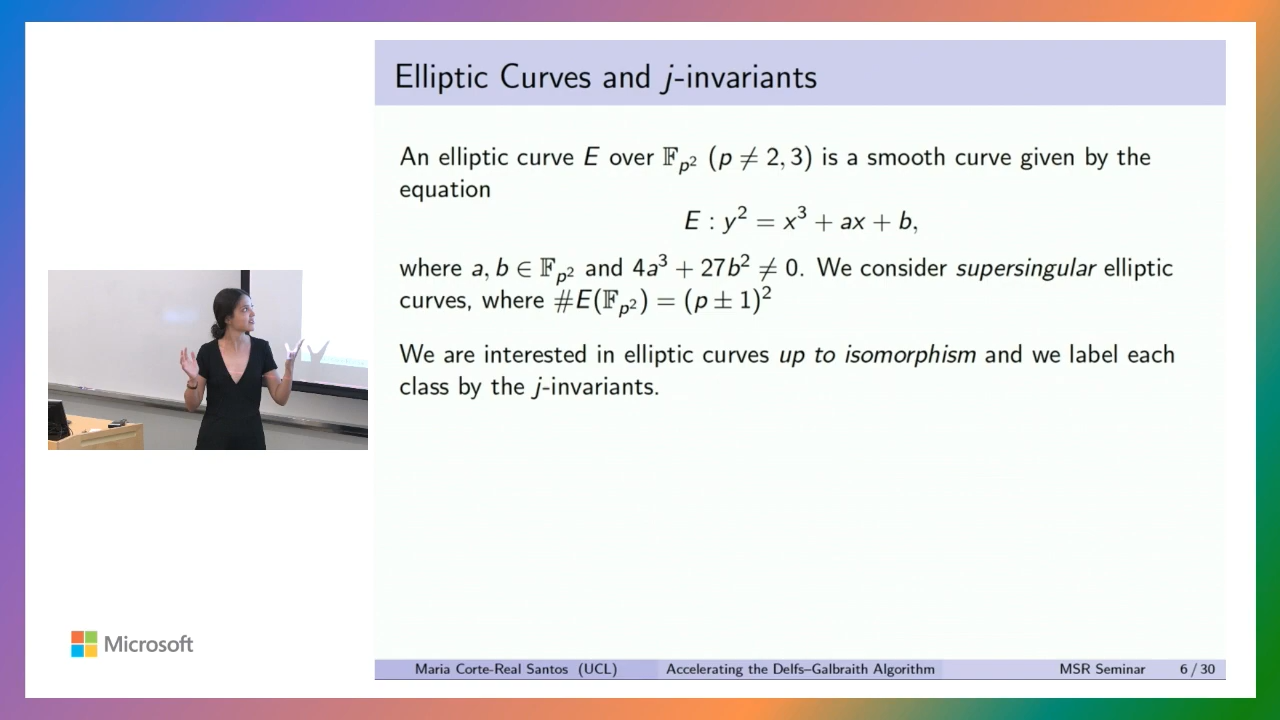 Elliptic Curves and j-invariants
An elliptic curve E over 𝔽_{p²} (p ≠ 2, 3) is a smooth curve given by the
equation
E : y² = x³ + ax + b,
where a, b ∈ 𝔽_{p²} and 4a³ + 27b² ≠ 0. We consider supersingular elliptic
curves, where #E(𝔽_{p²}) = (p ± 1)²
We are interested in elliptic curves up to isomorphism and we label each
class by the j-invariants.
Microsoft
Maria Corte-Real Santos (UCL) Accelerating the Delfs–Galbraith Algorithm MSR Seminar 6 / 30